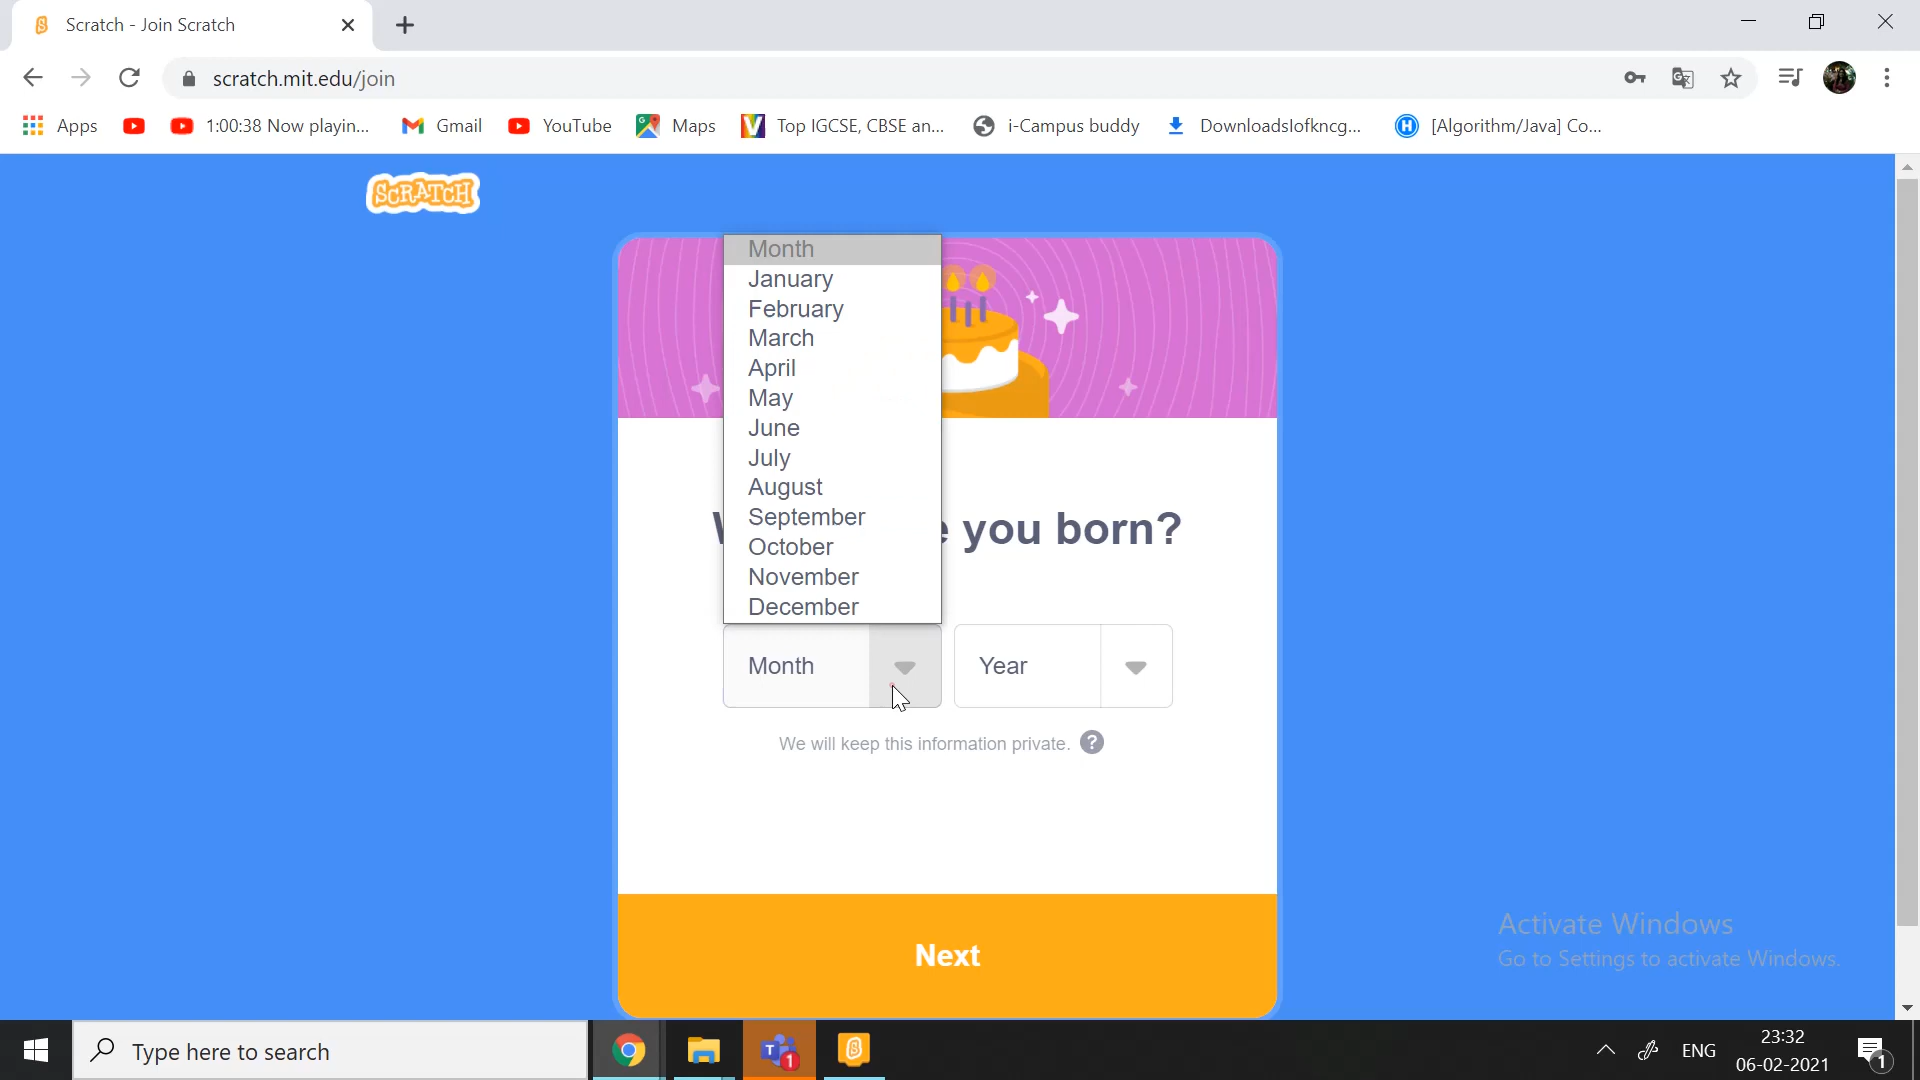 Scratch - Join Scratch
scratch.mit.edu/join
Apps
1:00:38 Now playin...
Gmail
YouTube
Maps
Top IGCSE, CBSE an...
i-Campus buddy
Downloadslofkncg...
[Algorithm/Java] Co...
SCRATCH
Month
January
February
March
April
May
June
July
August
September
October
November
December
you born?
Month
Year
We will keep this information private. ?
Next
Activate Windows
Go to Settings to activate Windows.
Type here to search
1
ENG
23:32
06-02-2021
1